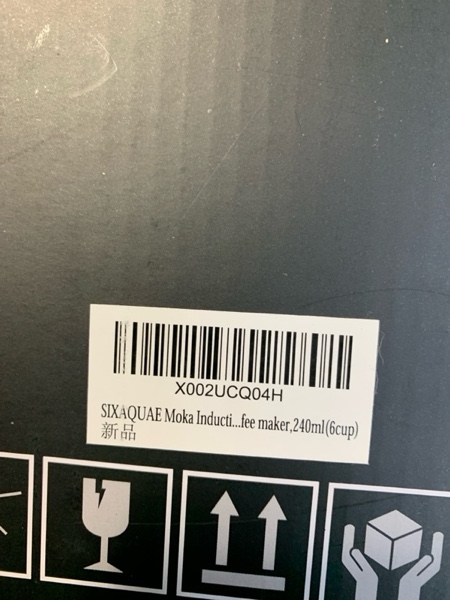 X002UCQ04H
SIXAQUAE Moka Inducti...fee maker,240ml(6cup)
新品